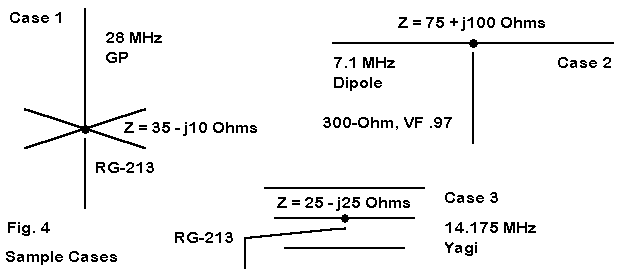 Case 1
28 MHz
GP
Z = 35 - j10 Ohms
RG-213
Z = 75 + j100 Ohms
7.1 MHz
Dipole
Case 2
300-Ohm, VF .97
Case 3
Z = 25 - j25 Ohms
14.175 MHz
Yagi
RG-213
Fig. 4
Sample Cases